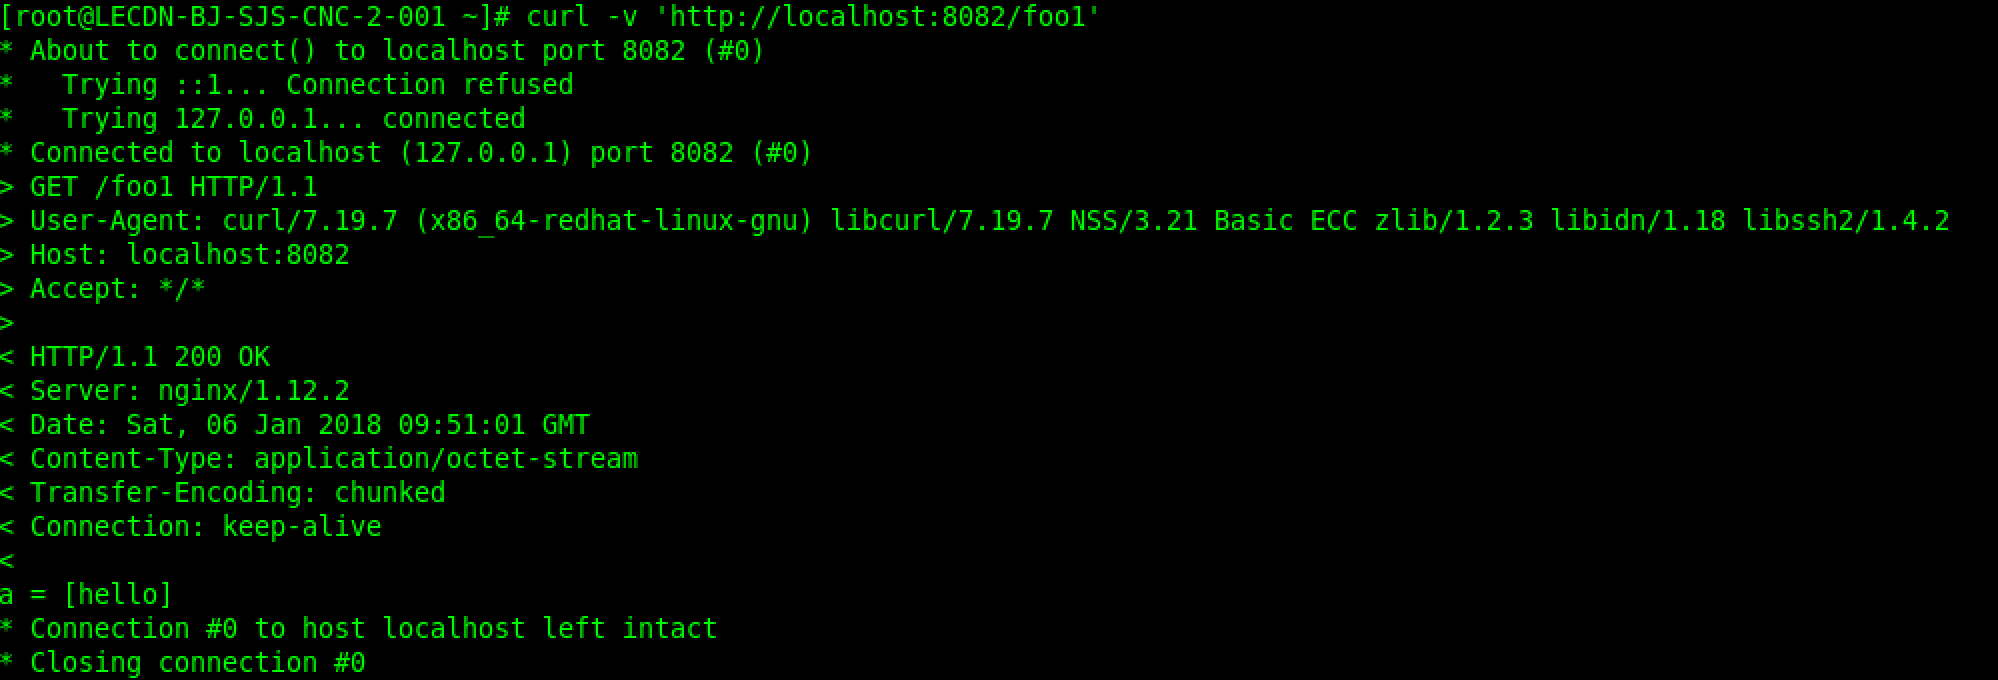 [root@LECDN-BJ-SJS-CNC-2-001 ~]# curl -v 'http://localhost:8082/foo1'
* About to connect() to localhost port 8082 (#0)
*   Trying ::1... Connection refused
*   Trying 127.0.0.1... connected
* Connected to localhost (127.0.0.1) port 8082 (#0)
> GET /foo1 HTTP/1.1
> User-Agent: curl/7.19.7 (x86_64-redhat-linux-gnu) libcurl/7.19.7 NSS/3.21 Basic ECC zlib/1.2.3 libidn/1.18 libssh2/1.4.2
> Host: localhost:8082
> Accept: */*
>
< HTTP/1.1 200 OK
< Server: nginx/1.12.2
< Date: Sat, 06 Jan 2018 09:51:01 GMT
< Content-Type: application/octet-stream
< Transfer-Encoding: chunked
< Connection: keep-alive
<
a = [hello]
* Connection #0 to host localhost left intact
* Closing connection #0